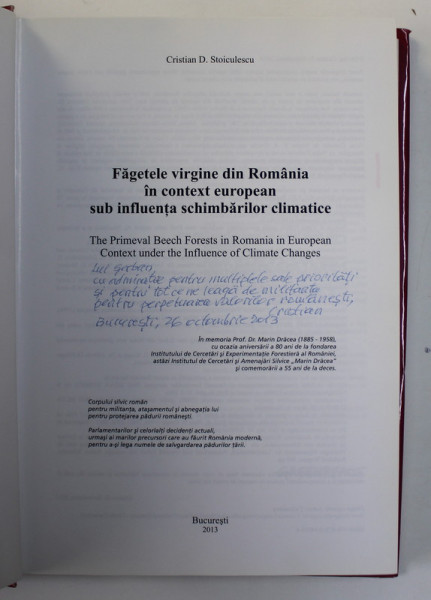 Cristian D. Stoiculescu
Făgetele virgine din România
în context european
sub influența schimbărilor climatice
The Primeval Beech Forests in Romania in European
Context under the Influence of Climate Changes
Lui Șerban,
cu admirație pentru multiplele sale priorități
și pentru tot ce ne leagă de militanța
pentru perpetuarea valorilor românești,
Cristian
București, 26 octombrie 2013
În memoria Prof. Dr. Marin Drăcea (1885 - 1958),
cu ocazia aniversării a 80 ani de la fondarea
Institutului de Cercetări și Experimentație Forestieră al României,
astăzi Institutul de Cercetări și Amenajări Silvice „Marin Drăcea”
și comemorării a 55 ani de la deces.
Corpului silvic român
pentru militanța, atașamentul și abnegația-lui
pentru protejarea pădurii românești.
Parlamentarilor și celorlalți decidenți actuali,
urmași ai marilor precursori care au făurit România modernă,
pentru a-și lega numele de salvgardarea pădurilor țării.
București
2013